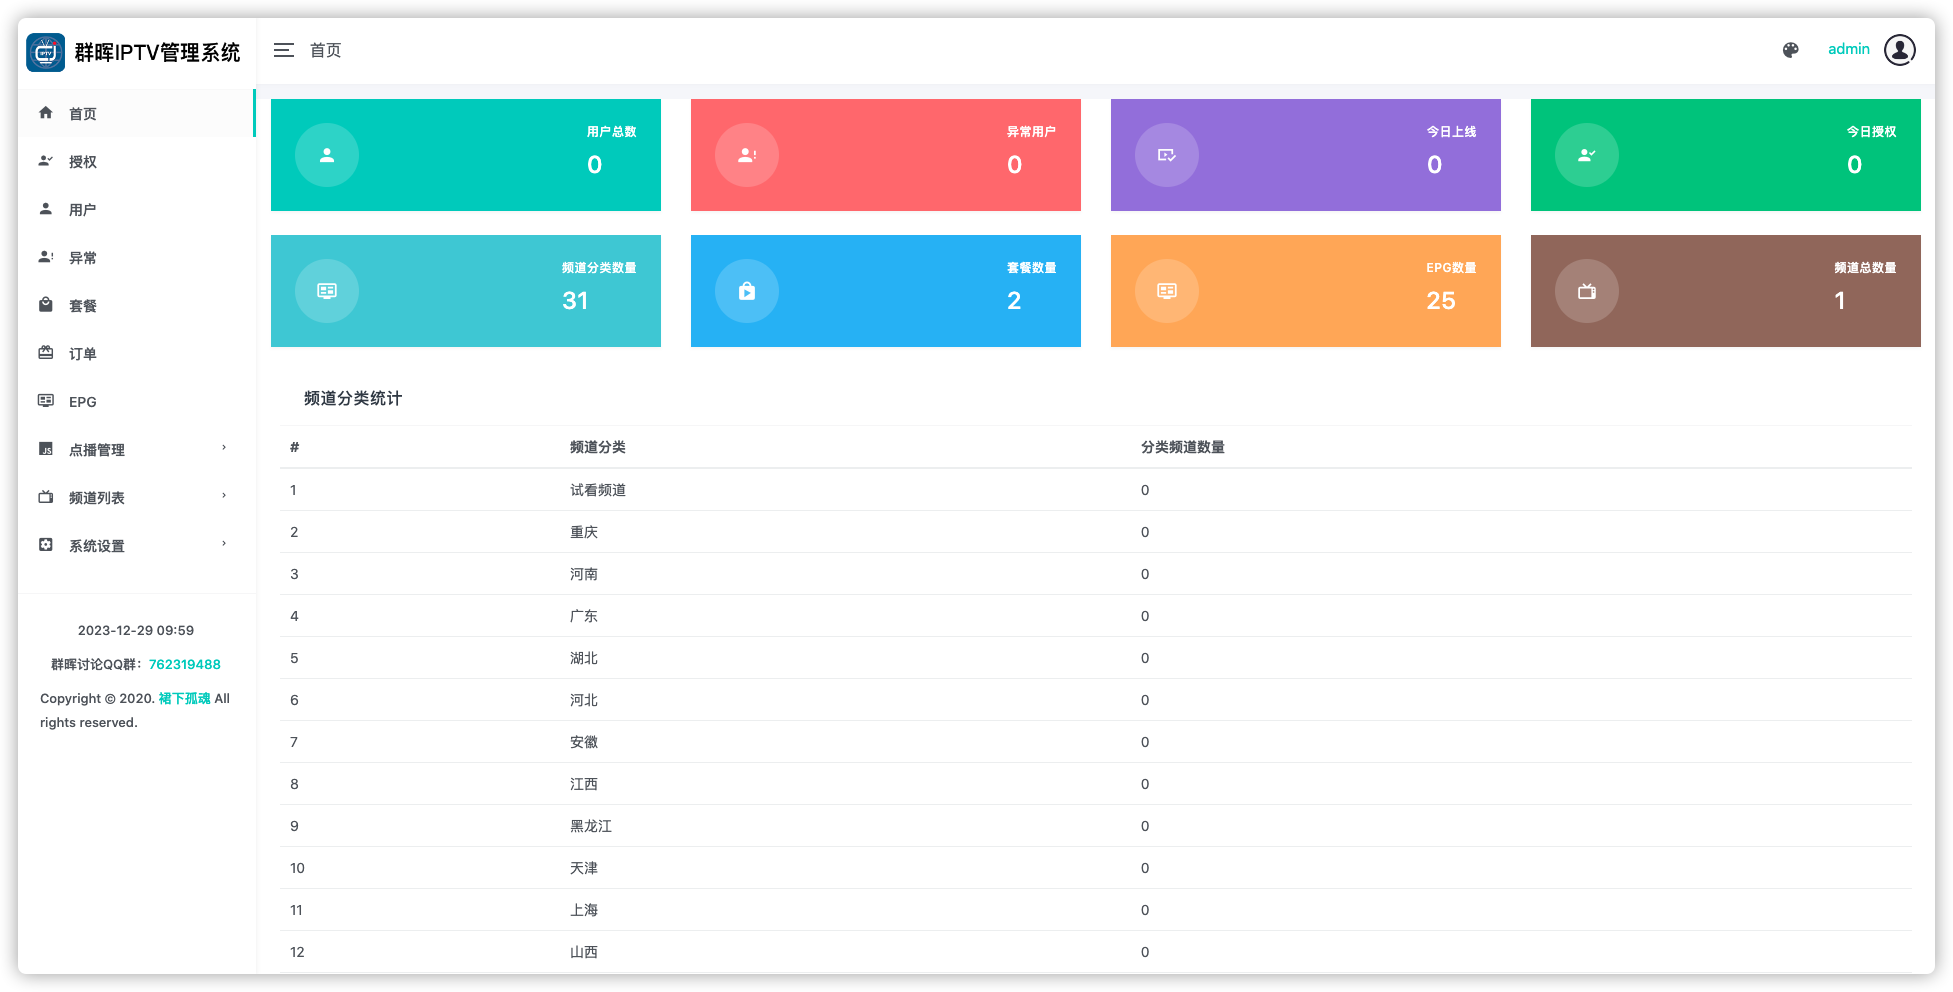 群晖IPTV管理系统
首页
admin
首页
授权
用户
异常
套餐
订单
EPG
点播管理
频道列表
系统设置
2023-12-29 09:59
群晖讨论QQ群：762319488
Copyright © 2020. 裙下孤魂 All
rights reserved.
用户总数
0
异常用户
0
今日上线
0
今日授权
0
频道分类数量
31
套餐数量
2
EPG数量
25
频道总数量
1
频道分类统计
# 频道分类 分类频道数量
1 试看频道 0
2 重庆 0
3 河南 0
4 广东 0
5 湖北 0
6 河北 0
7 安徽 0
8 江西 0
9 黑龙江 0
10 天津 0
11 上海 0
12 山西 0